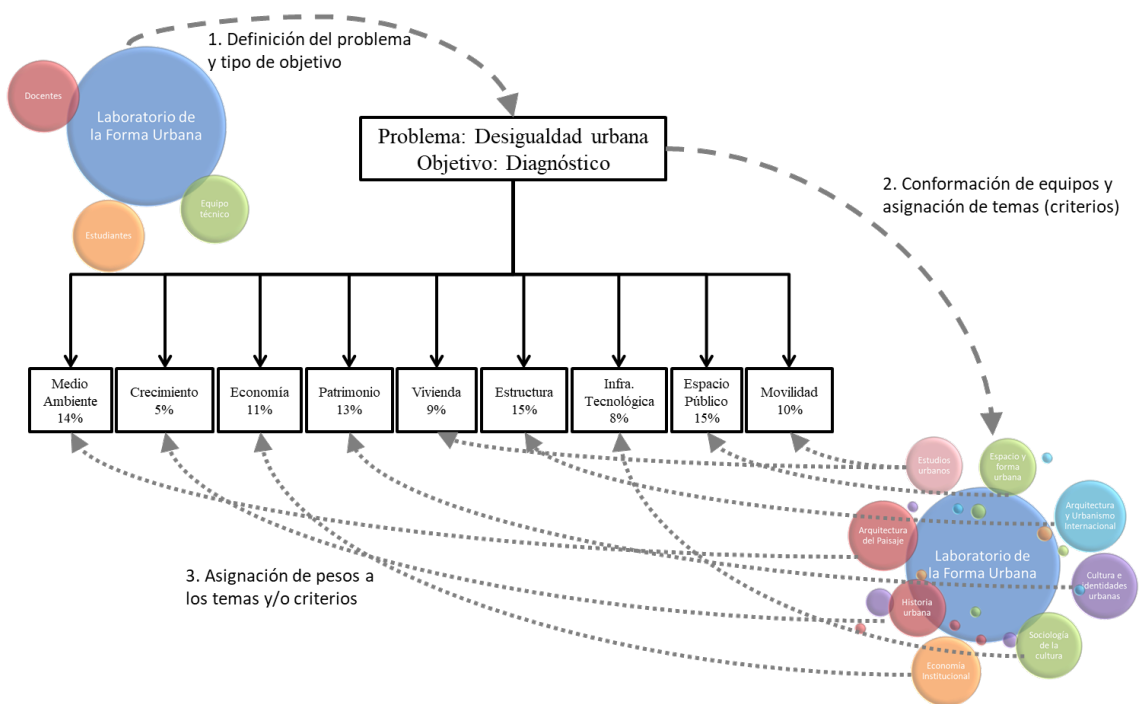 1. Definición del problema
y tipo de objetivo
Docentes
Laboratorio de
la Forma Urbana
Equipo
técnico
Estudiantes
Problema: Desigualdad urbana
Objetivo: Diagnóstico
2. Conformación de equipos y
asignación de temas (criterios)
Medio
Ambiente
14%
Crecimiento
5%
Economía
11%
Patrimonio
13%
Vivienda
9%
Estructura
15%
Infra.
Tecnológica
8%
Espacio
Público
15%
Movilidad
10%
Estudios
urbanos
Espacio y
forma
urbana
Arquitectura
y Urbanismo
Internacional
Arquitectura
del Paisaje
Laboratorio de
la Forma Urbana
Cultura e
identidades
urbanas
Historia
urbana
Sociología
de la
cultura
Economía
Institucional
3. Asignación de pesos a
los temas y/o criterios